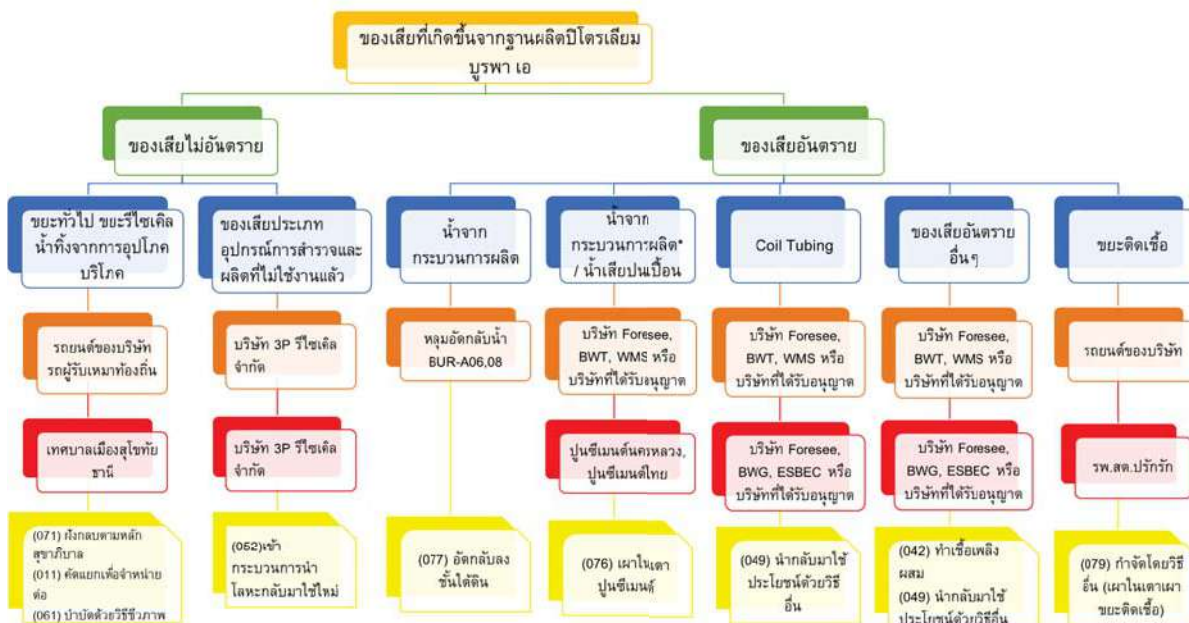 ของเสียที่เกิดขึ้นจากฐานผลิตปิโตรเลียม
บูรพา เอ
ของเสียไม่อันตราย
ของเสียอันตราย
ขยะทั่วไป ขยะรีไซเคิล
น้ำทิ้งจากการอุปโภค
บริโภค
ของเสียประเภท
อุปกรณ์การสำรวจและ
ผลิตที่ไม่ใช้งานแล้ว
น้ำจาก
กระบวนการผลิต
น้ำจาก
กระบวนการผลิต*
/ น้ำเสียปนเปื้อน
Coil Tubing
ของเสียอันตราย
อื่นๆ
ขยะติดเชื้อ
รถยนต์ของบริษัท
รถผู้รับเหมาท้องถิ่น
บริษัท 3P รีไซเคิล
จำกัด
หลุมอัดกลับน้ำ
BUR-A06,08
บริษัท Foresee,
BWT, WMS หรือ
บริษัทที่ได้รับอนุญาต
บริษัท Foresee,
BWT, WMS หรือ
บริษัทที่ได้รับอนุญาต
บริษัท Foresee,
BWT, WMS หรือ
บริษัทที่ได้รับอนุญาต
รถยนต์ของบริษัท
เทศบาลเมืองสุโขทัย
ธานี
บริษัท 3P รีไซเคิล
จำกัด
ปูนซีเมนต์นครหลวง,
ปูนซีเมนต์ไทย
บริษัท Foresee,
BWG, ESBEC หรือ
บริษัทที่ได้รับอนุญาต
บริษัท Foresee,
BWG, ESBEC หรือ
บริษัทที่ได้รับอนุญาต
รพ.สต.ปรักรัก
(071) ฝังกลบตามหลัก
สุขาภิบาล
(011) คัดแยกเพื่อจำหน่าย
ต่อ
(061) บำบัดด้วยวิธีชีวภาพ
(052)เข้า
กระบวนการนำ
โลหะกลับมาใช้ใหม่
(077) อัดกลับลง
ชั้นใต้ดิน
(076) เผาในเตา
ปูนซีเมนต์
(049) นำกลับมาใช้
ประโยชน์ด้วยวิธี
อื่น
(042) ทำเชื้อเพลิง
ผสม
(049) นำกลับมาใช้
ประโยชน์ด้วยวิธีอื่น
(079) กำจัดโดยวิธี
อื่น (เผาในเตาเผา
ขยะติดเชื้อ)